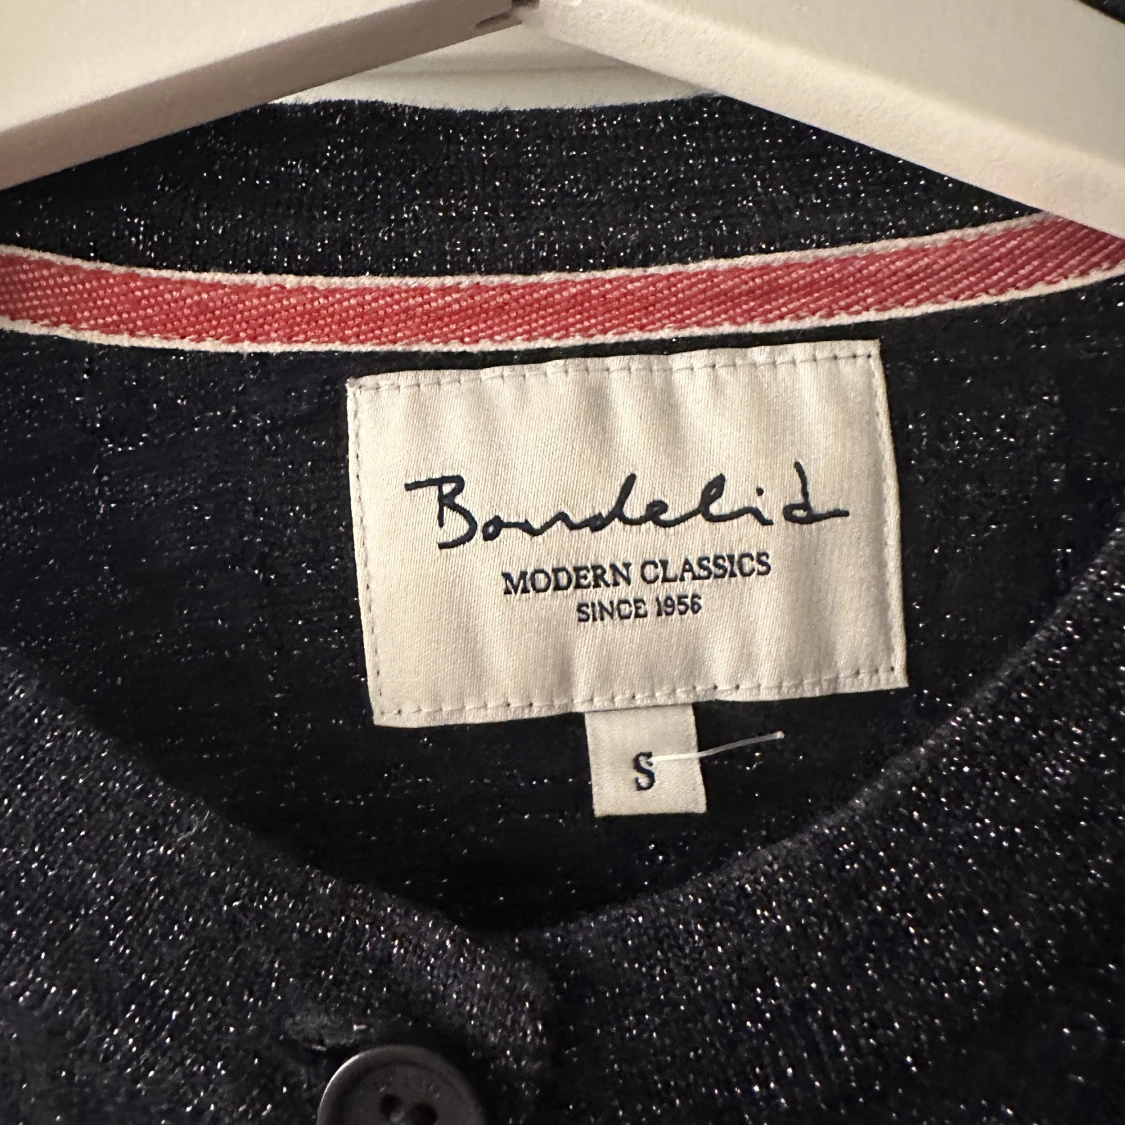 Bondelid
MODERN CLASSICS
SINCE 1956
S